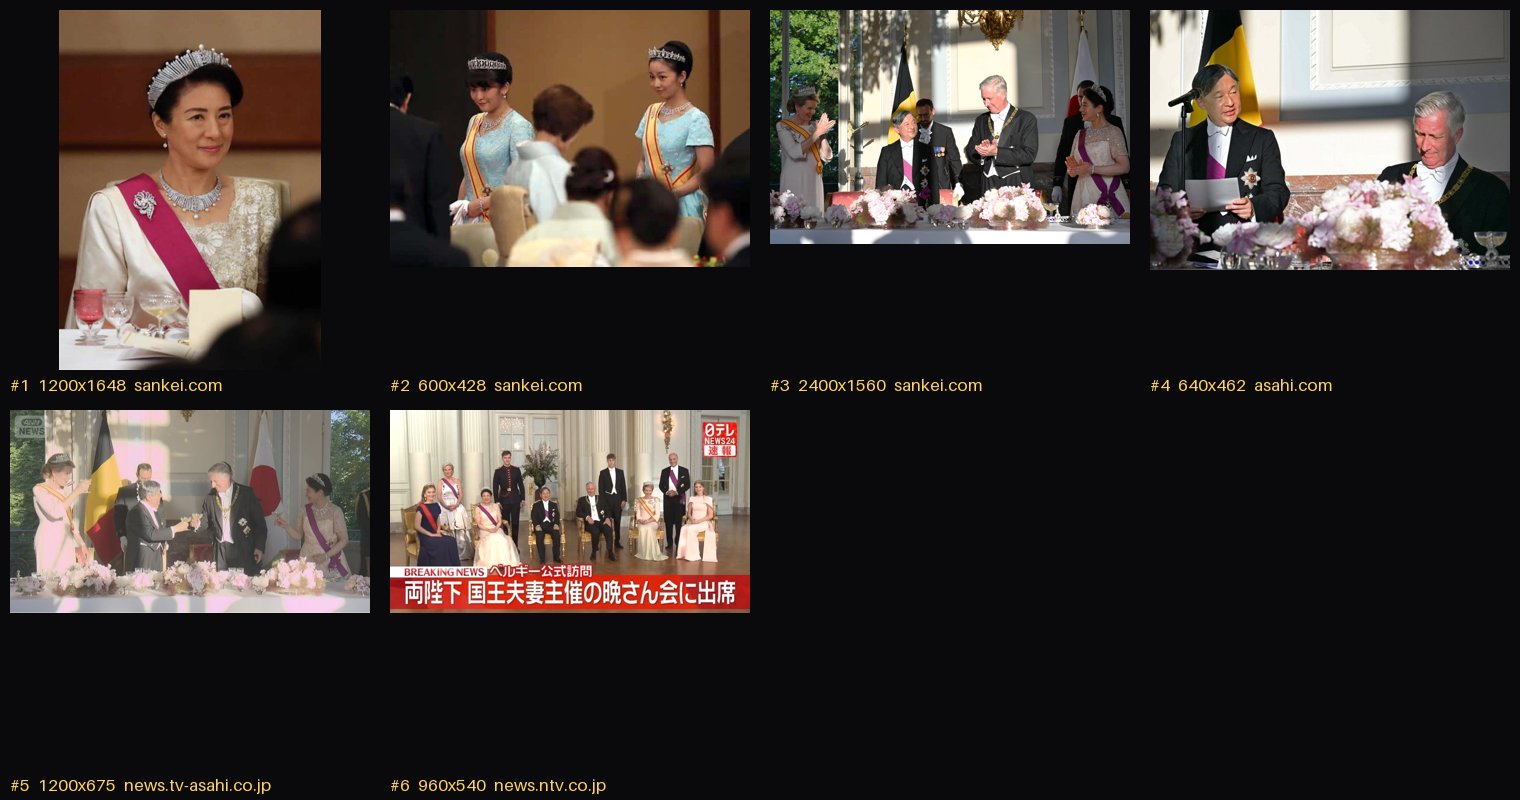 #1 1200x1648 sankei.com
#2 600x428 sankei.com
#3 2400x1560 sankei.com
#4 640x462 asahi.com
NEWS
日テレ
NEWS24
速報
BREAKING NEWS ベルギー公式訪問
両陛下 国王夫妻主催の晩さん会に出席
#5 1200x675 news.tv-asahi.co.jp
#6 960x540 news.ntv.co.jp